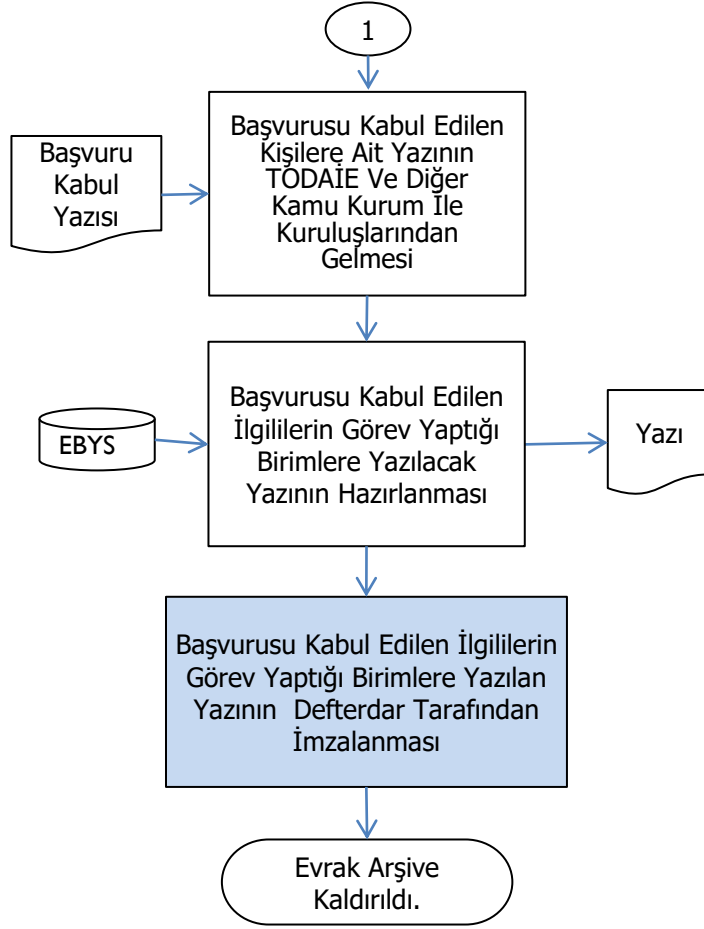 1
Başvurusu Kabul Edilen
Kişilere Ait Yazının
TODAİE Ve Diğer
Kamu Kurum İle
Kuruluşlarından
Gelmesi
Başvuru
Kabul
Yazısı
Başvurusu Kabul Edilen
İlgililerin Görev Yaptığı
Birimlere Yazılacak
Yazının Hazırlanması
EBYS
Yazı
Başvurusu Kabul Edilen İlgililerin
Görev Yaptığı Birimlere Yazılan
Yazının  Defterdar Tarafından
İmzalanması
Evrak Arşive
Kaldırıldı.